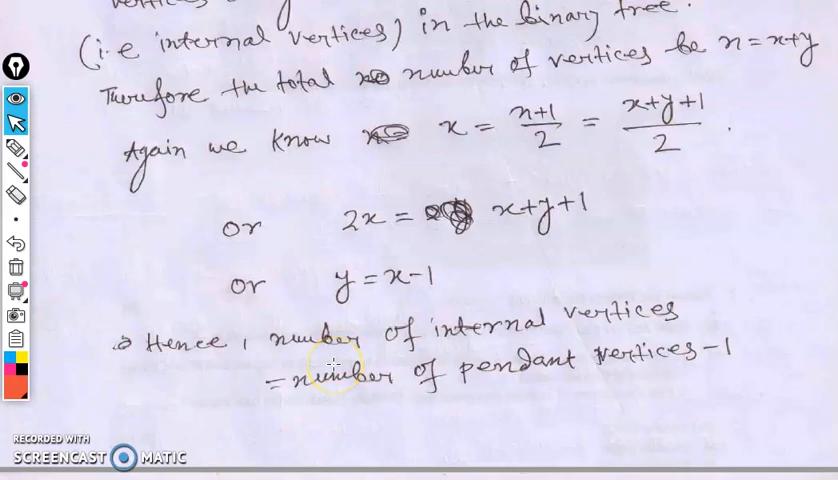 vertices
(i.e internal vertices) in the binary tree.
Therefore the total number of vertices be n = x+y
Again we know x = n+1/2 = x+y+1/2 .
or 2x = x+y+1
or y = x-1
Hence, number of internal vertices
= number of pendant vertices - 1
RECORDED WITH
SCREENCAST MATIC